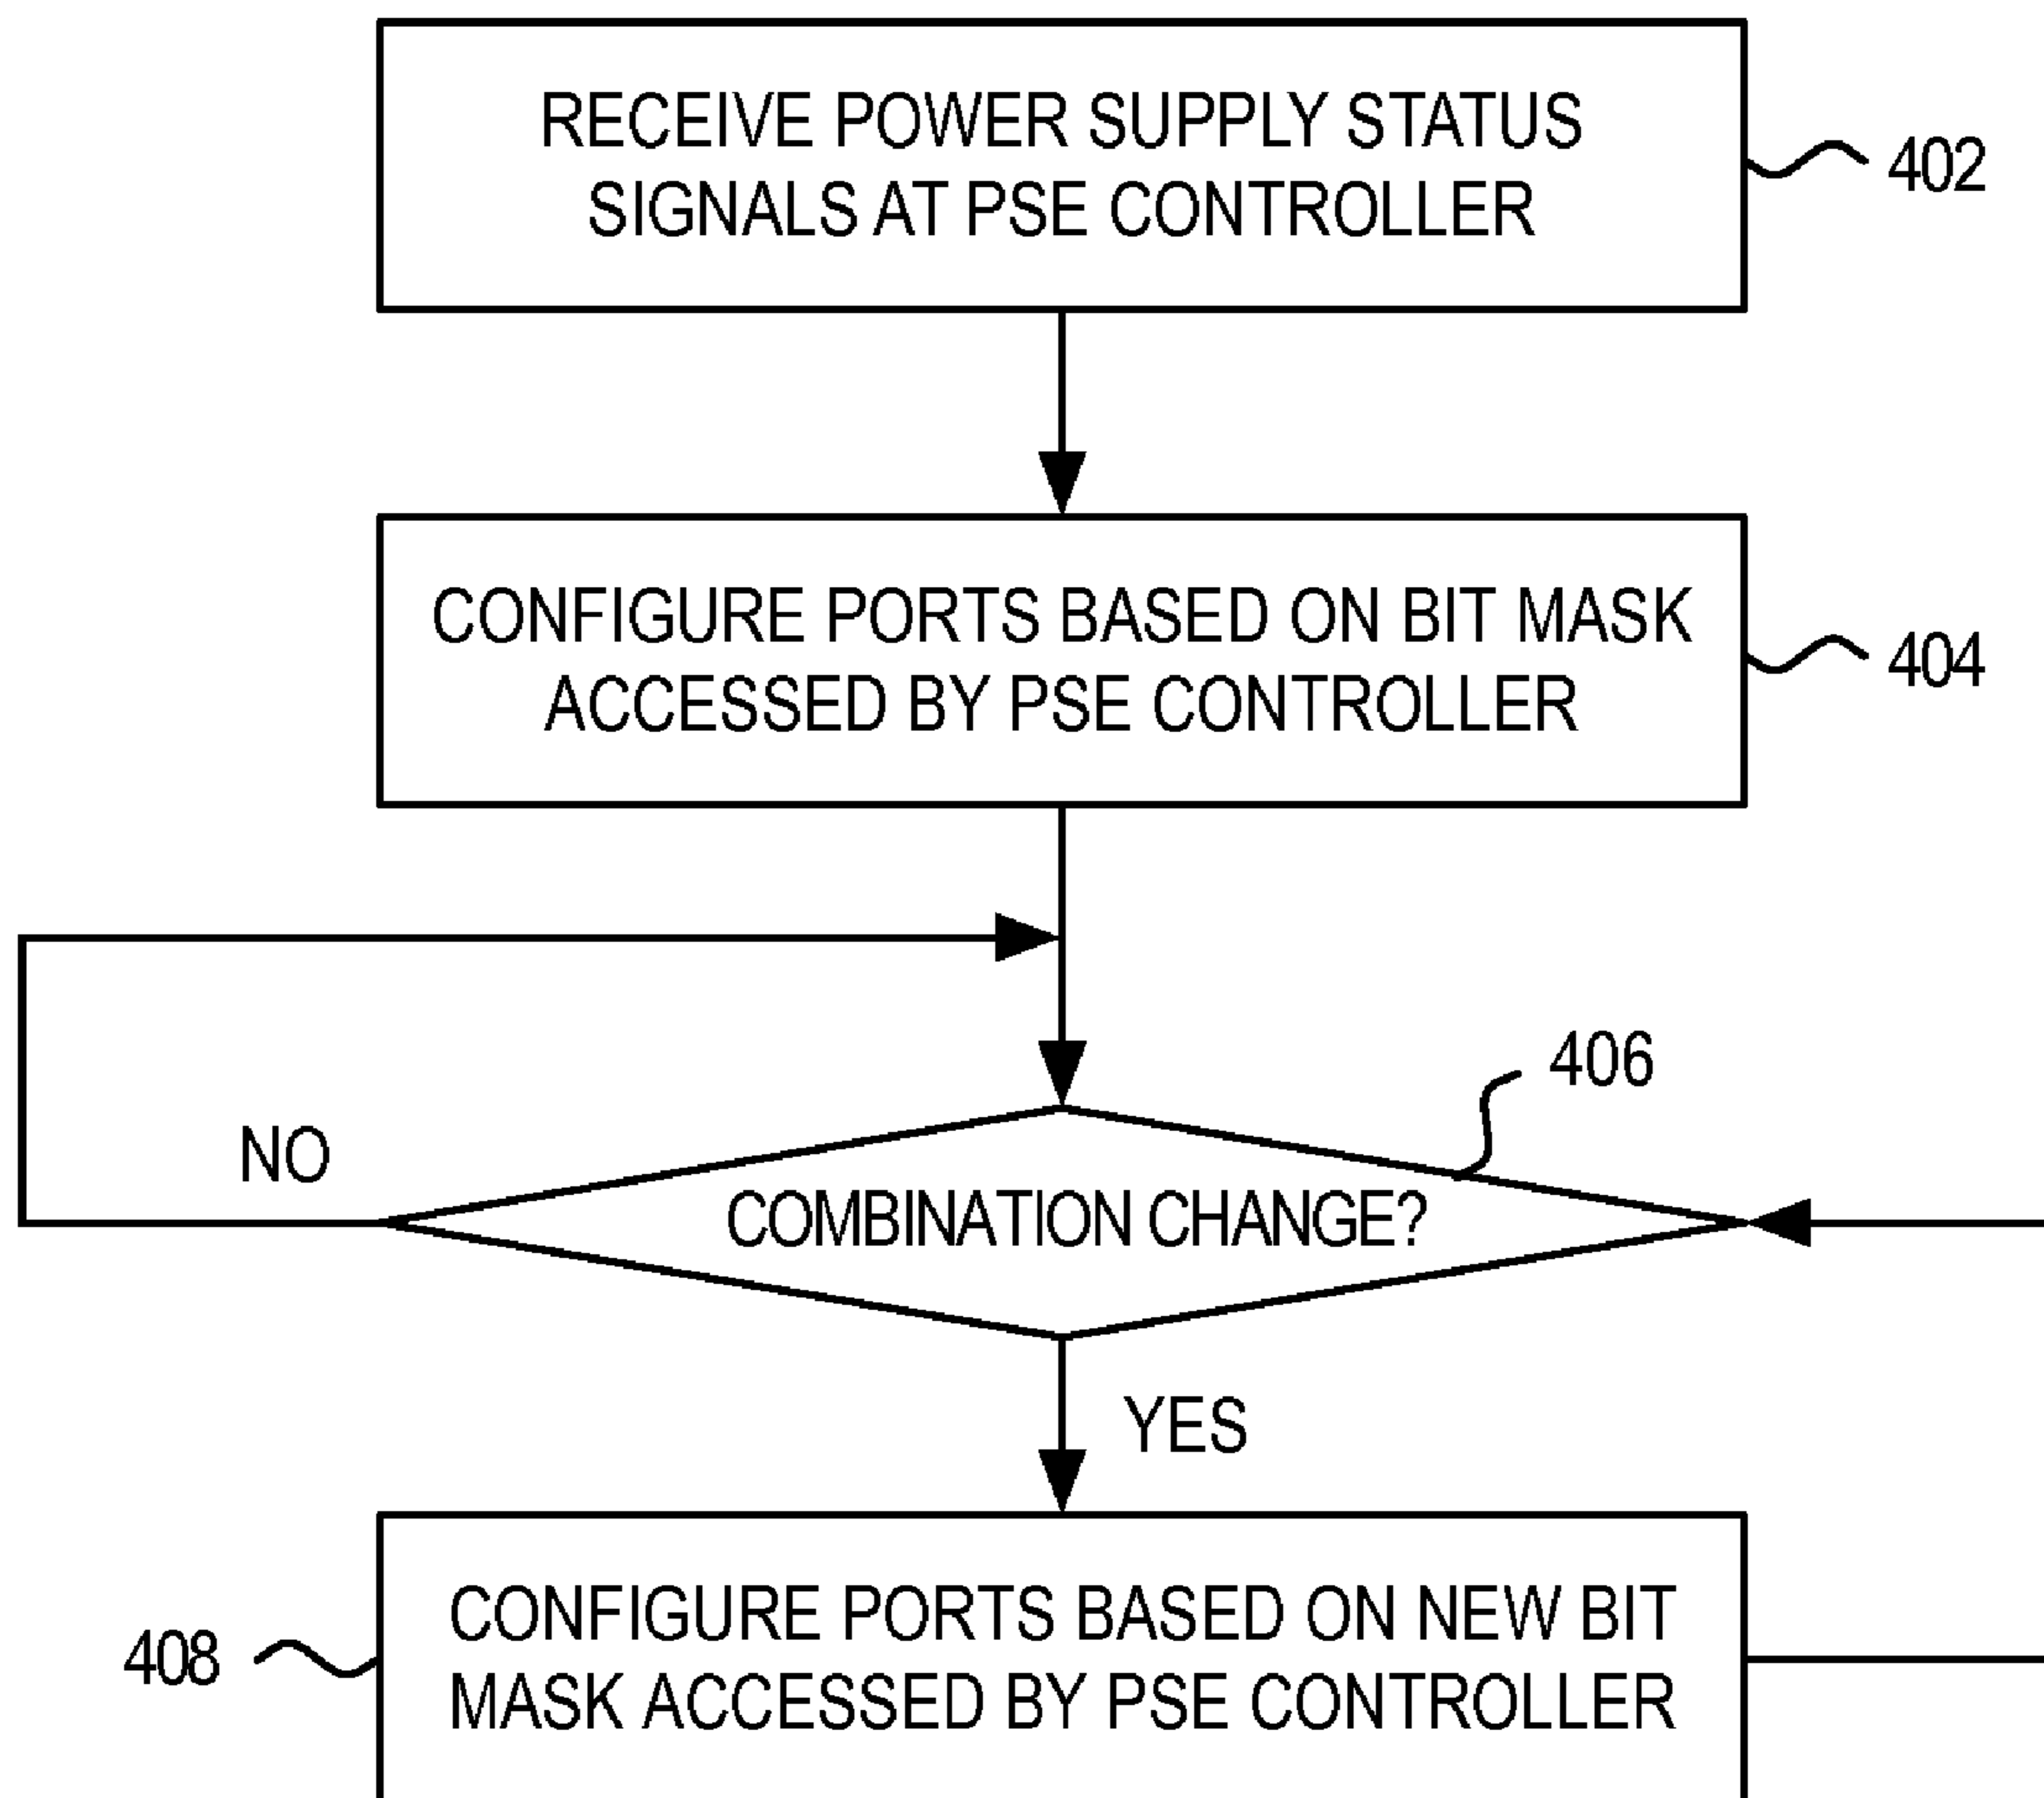 RECEIVE POWER SUPPLY STATUS
SIGNALS AT PSE CONTROLLER
402
CONFIGURE PORTS BASED ON BIT MASK
ACCESSED BY PSE CONTROLLER
404
406
NO
COMBINATION CHANGE?
YES
CONFIGURE PORTS BASED ON NEW BIT
MASK ACCESSED BY PSE CONTROLLER
408